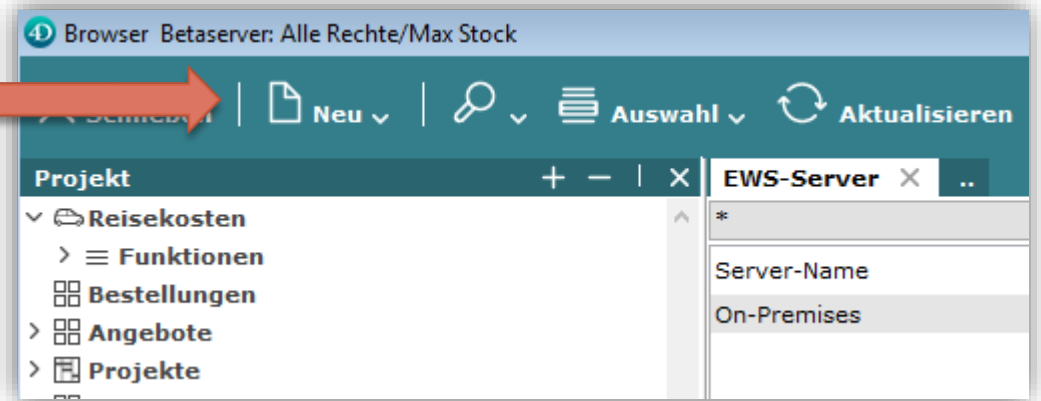 4D Browser Betaserver: Alle Rechte/Max Stock
Neu Auswahl Aktualisieren
Projekt
EWS-Server ..
Reisekosten
*
Funktionen
Server-Name
Bestellungen
On-Premises
Angebote
Projekte